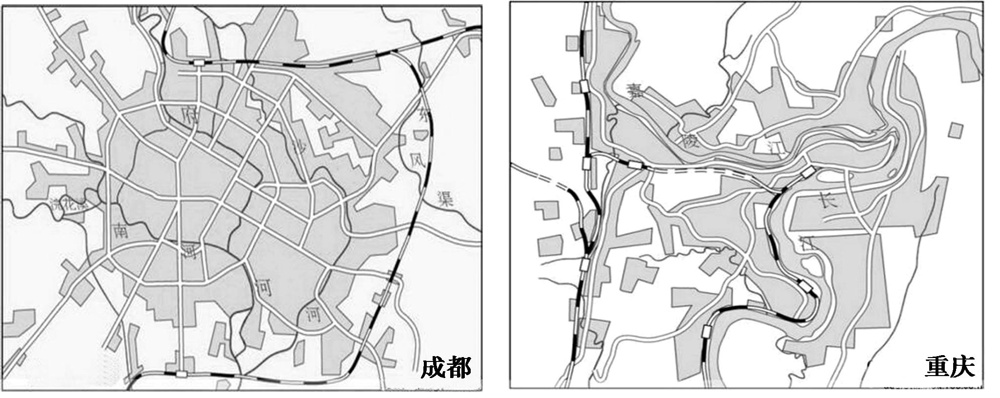 府
河
沙
河
东
风
渠
浣花溪
南
河
成都
嘉
陵
江
长
江
重庆